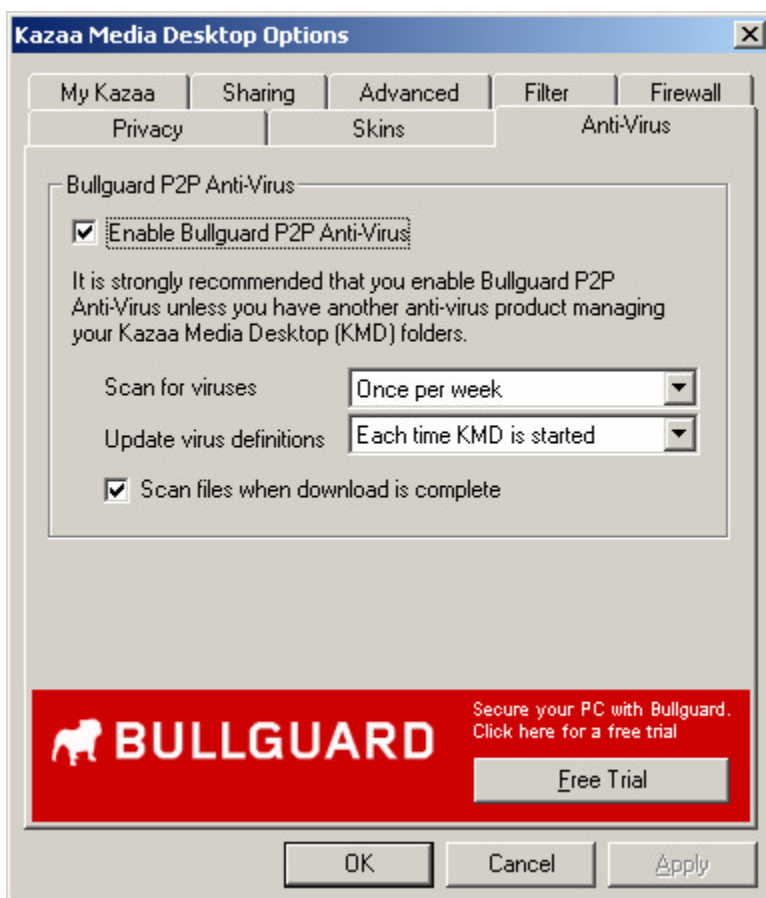 Kazaa Media Desktop Options
My Kazaa Sharing Advanced Filter Firewall
Privacy Skins Anti-Virus
Bullguard P2P Anti-Virus
Enable Bullguard P2P Anti-Virus
It is strongly recommended that you enable Bullguard P2P
Anti-Virus unless you have another anti-virus product managing
your Kazaa Media Desktop (KMD) folders.
Scan for viruses Once per week
Update virus definitions Each time KMD is started
Scan files when download is complete
BULLGUARD
Secure your PC with Bullguard.
Click here for a free trial
Free Trial
OK Cancel Apply